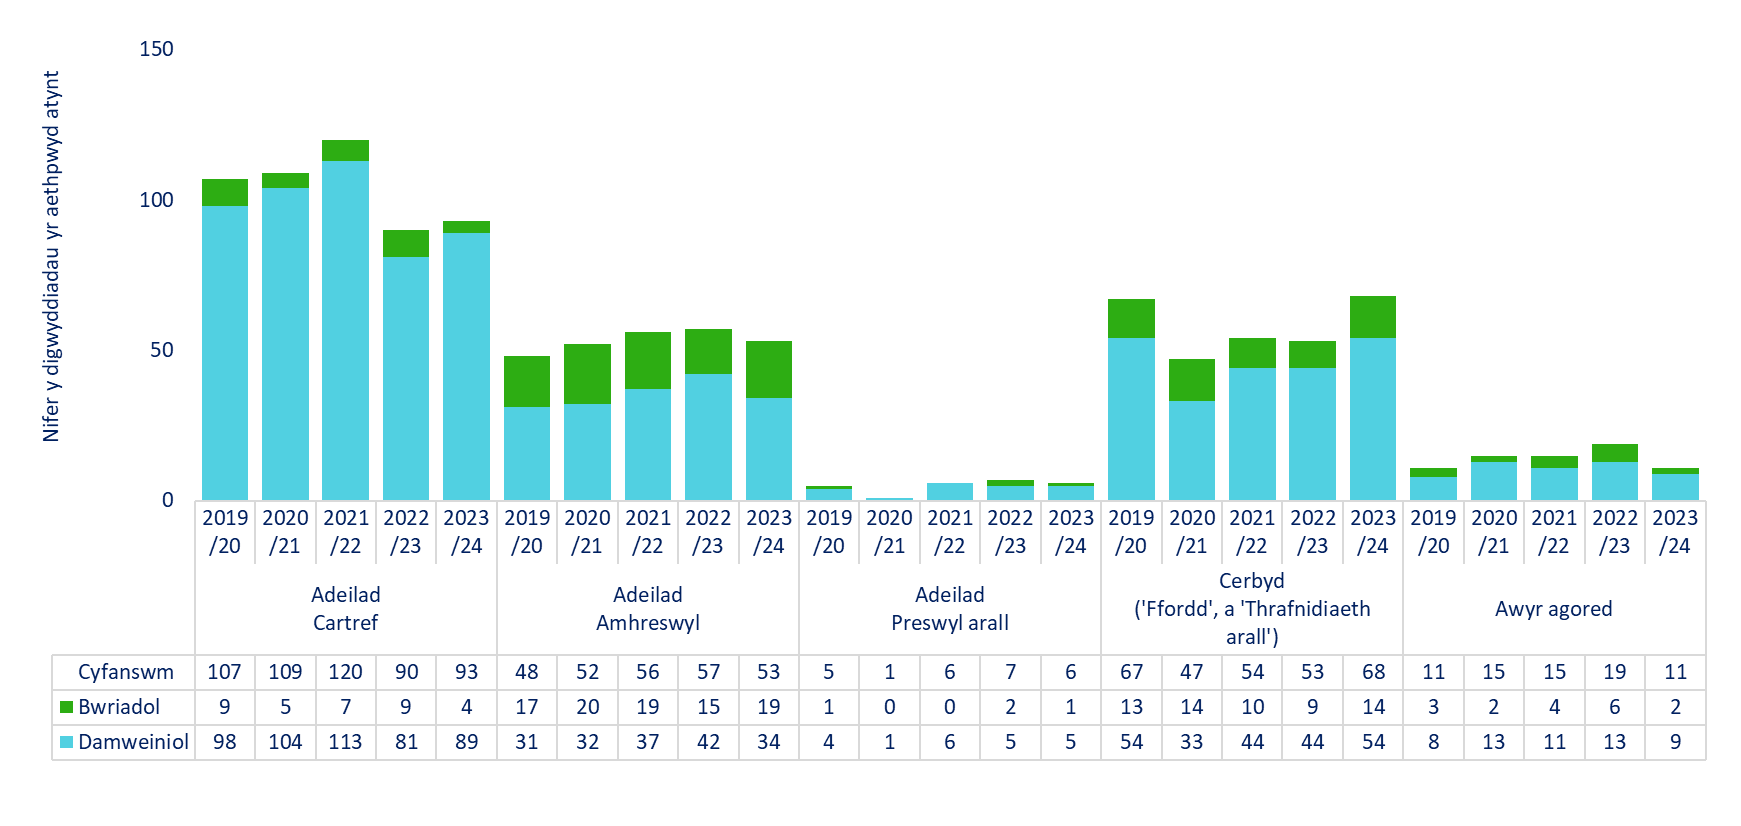 Nifer y digwyddiadau yr aethpwyd atynt
150
100
50
0
2019 2020 2021 2022 2023 2019 2020 2021 2022 2023 2019 2020 2021 2022 2023 2019 2020 2021 2022 2023 2019 2020 2021 2022 2023
/20 /21 /22 /23 /24 /20 /21 /22 /23 /24 /20 /21 /22 /23 /24 /20 /21 /22 /23 /24 /20 /21 /22 /23 /24
Adeilad
Cartref
Adeilad
Amhreswyl
Adeilad
Preswyl arall
Cerbyd
('Ffordd', a 'Thrafnidiaeth
arall')
Awyr agored
Cyfanswm 107 109 120 90 93 48 52 56 57 53 5 1 6 7 6 67 47 54 53 68 11 15 15 19 11
Bwriadol 9 5 7 9 4 17 20 19 15 19 1 0 0 2 1 13 14 10 9 14 3 2 4 6 2
Damweiniol 98 104 113 81 89 31 32 37 42 34 4 1 6 5 5 54 33 44 44 54 8 13 11 13 9